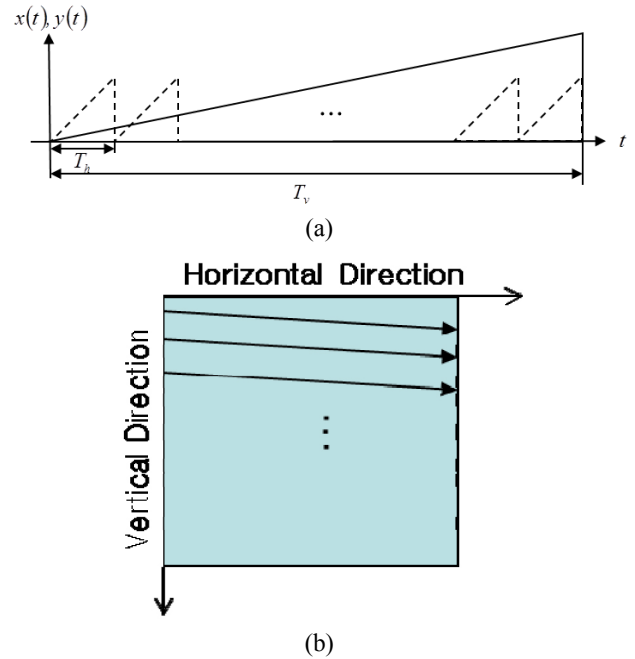 x(t), y(t)
...
t
T_h
T_v
(a)
Horizontal Direction
Vertical Direction
(b)